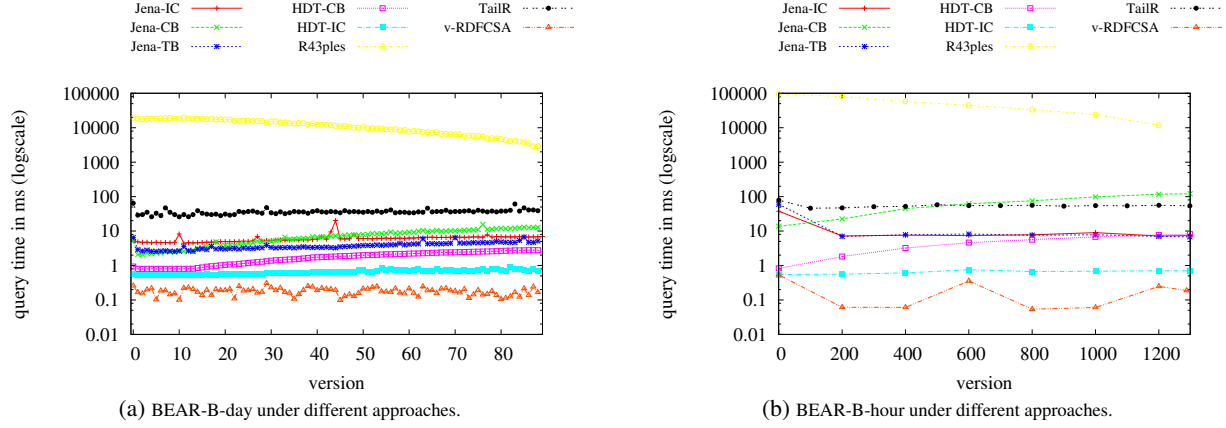 Jena-IC HDT-CB TailR
Jena-CB HDT-IC v-RDFCSA
Jena-TB R43ples
100000
10000
1000
100
10
1
0.1
0.01
query time in ms (logscale)
0 10 20 30 40 50 60 70 80
version
(a) BEAR-B-day under different approaches.
Jena-IC HDT-CB TailR
Jena-CB HDT-IC v-RDFCSA
Jena-TB R43ples
100000
10000
1000
100
10
1
0.1
0.01
query time in ms (logscale)
0 200 400 600 800 1000 1200
version
(b) BEAR-B-hour under different approaches.